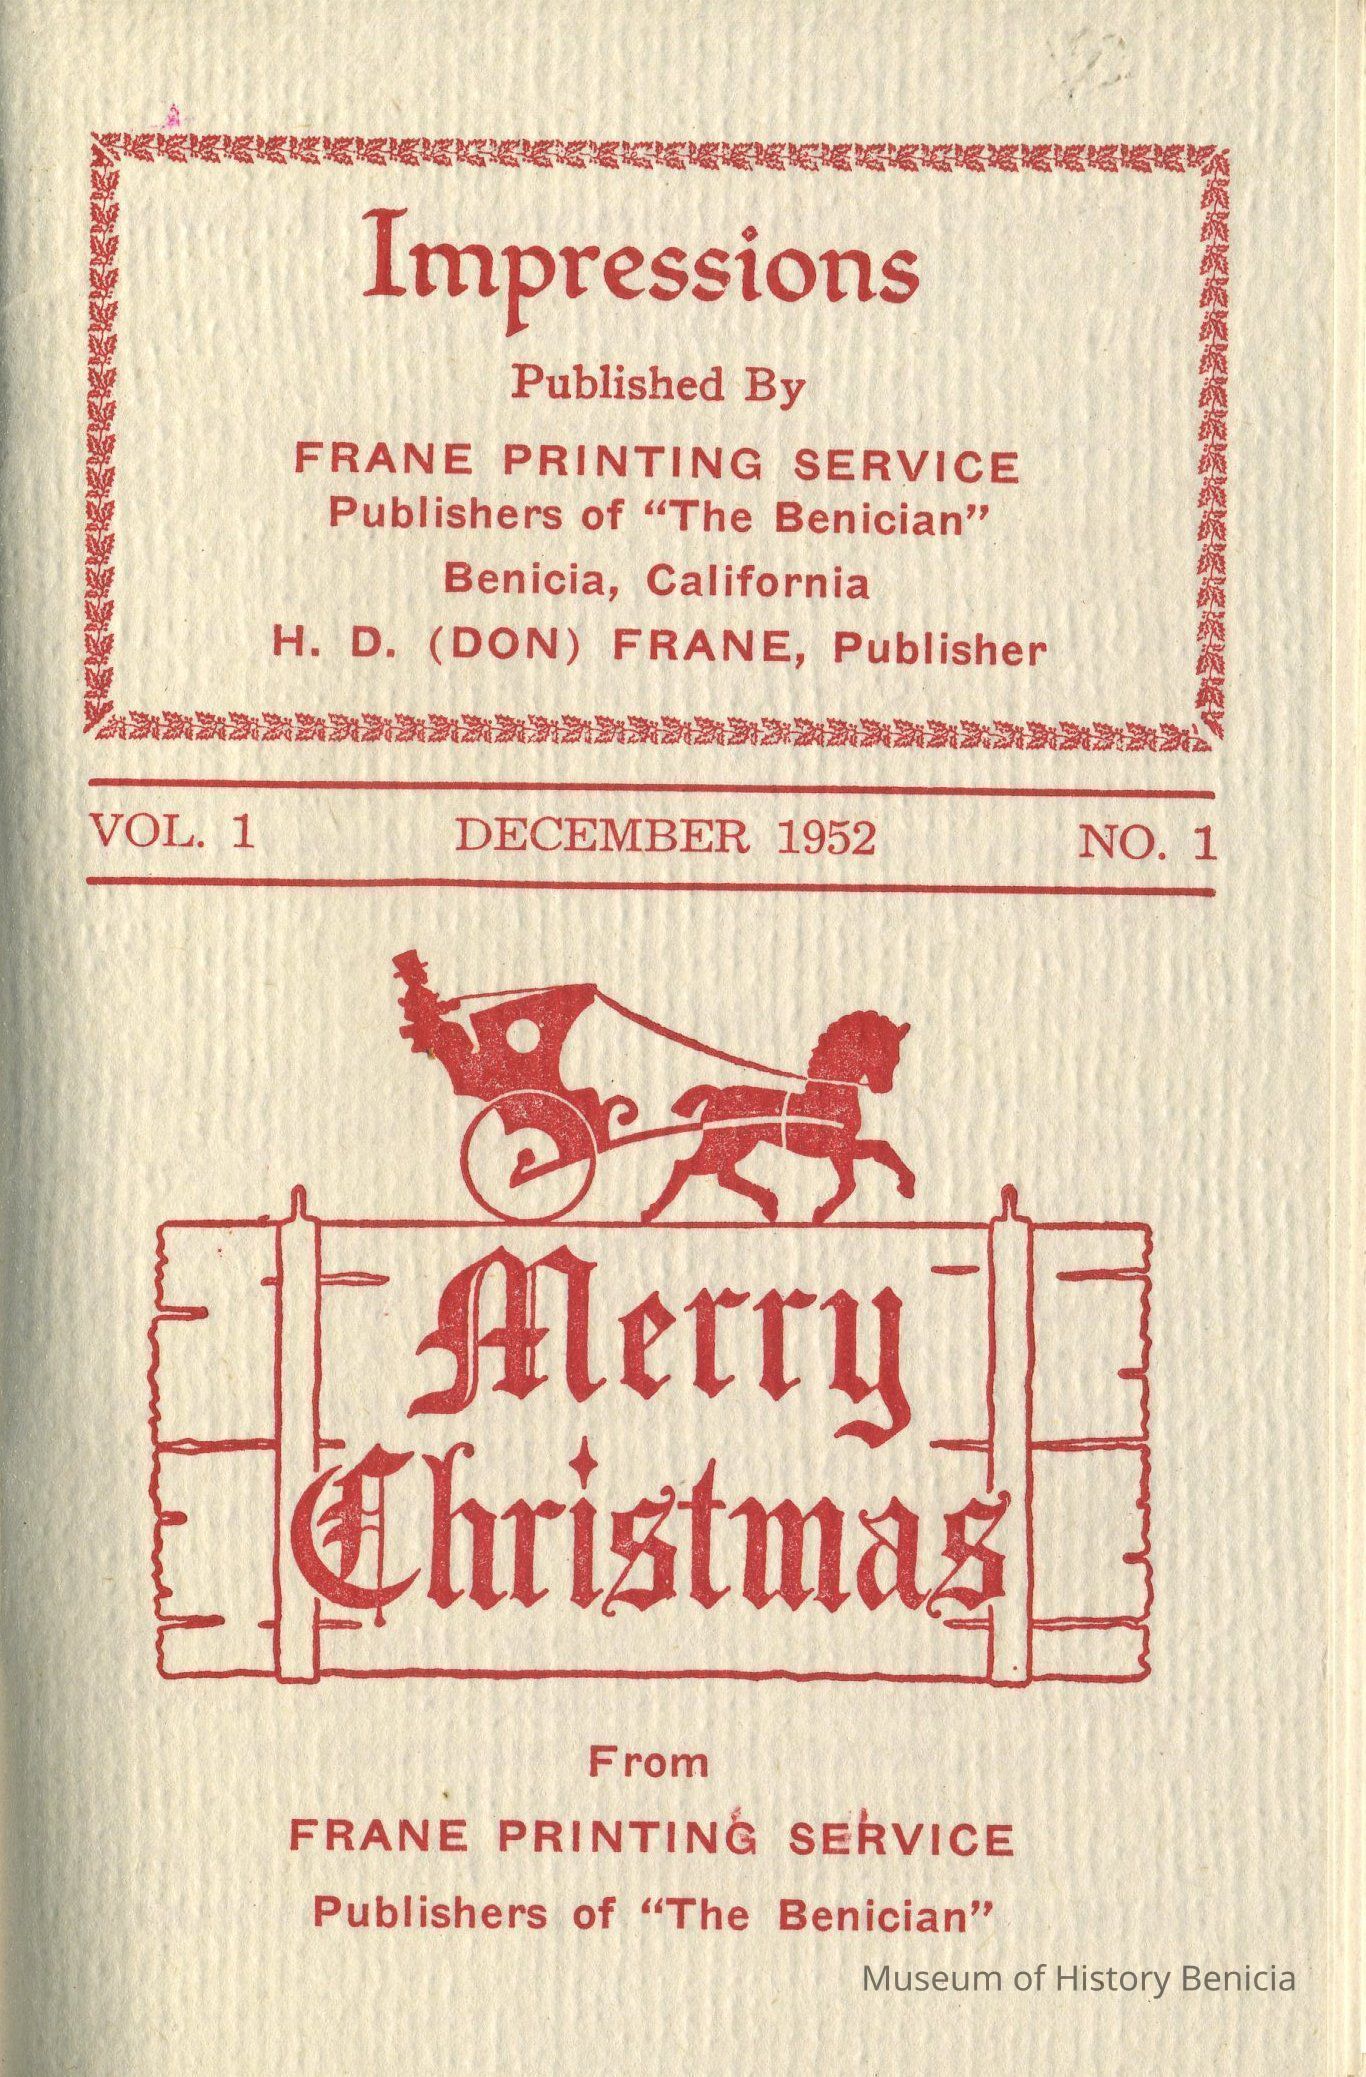 Impressions
Published By
FRANE PRINTING SERVICE
Publishers of “The Benician”
Benicia, California
H. D. (DON) FRANE, Publisher
VOL. 1 DECEMBER 1952 NO. 1
Merry
Christmas
From
FRANE PRINTING SERVICE
Publishers of “The Benician”
Museum of History Benicia